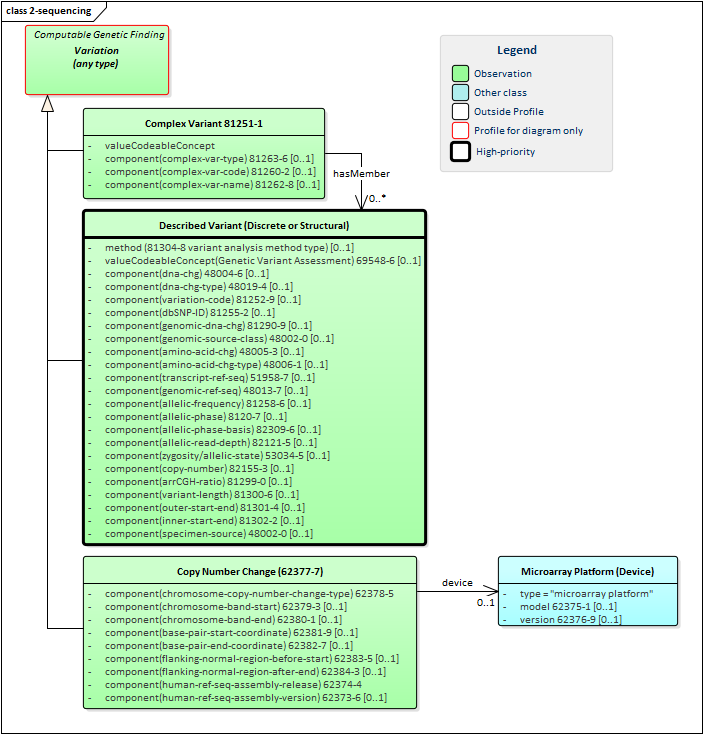 class 2-sequencing
Computable Genetic Finding
Variation
(any type)
Legend
Observation
Other class
Outside Profile
Profile for diagram only
High-priority
Complex Variant 81251-1
- valueCodeableConcept
- component(complex-var-type) 81263-6 [0..1]
- component(complex-var-code) 81260-2 [0..1]
- component(complex-var-name) 81262-8 [0..1]
hasMember
0..*
Described Variant (Discrete or Structural)
- method (81304-8 variant analysis method type) [0..1]
- valueCodeableConcept(Genetic Variant Assessment) 69548-6 [0..1]
- component(dna-chg) 48004-6 [0..1]
- component(dna-chg-type) 48019-4 [0..1]
- component(variation-code) 81252-9 [0..1]
- component(dbSNP-ID) 81255-2 [0..1]
- component(genomic-dna-chg) 81290-9 [0..1]
- component(genomic-source-class) 48002-0 [0..1]
- component(amino-acid-chg) 48005-3 [0..1]
- component(amino-acid-chg-type) 48006-1 [0..1]
- component(transcript-ref-seq) 51958-7 [0..1]
- component(genomic-ref-seq) 48013-7 [0..1]
- component(allelic-frequency) 81258-6 [0..1]
- component(allelic-phase) 8120-7 [0..1]
- component(allelic-phase-basis) 82309-6 [0..1]
- component(allelic-read-depth) 82121-5 [0..1]
- component(zygosity/allelic-state) 53034-5 [0..1]
- component(copy-number) 82155-3 [0..1]
- component(arrCGH-ratio) 81299-0 [0..1]
- component(variant-length) 81300-6 [0..1]
- component(outer-start-end) 81301-4 [0..1]
- component(inner-start-end) 81302-2 [0..1]
- component(specimen-source) 48002-0 [0..1]
Copy Number Change (62377-7)
- component(chromosome-copy-number-change-type) 62378-5
- component(chromosome-band-start) 62379-3 [0..1]
- component(chromosome-band-end) 62380-1 [0..1]
- component(base-pair-start-coordinate) 62381-9 [0..1]
- component(base-pair-end-coordinate) 62382-7 [0..1]
- component(flanking-normal-region-before-start) 62383-5 [0..1]
- component(flanking-normal-region-after-end) 62384-3 [0..1]
- component(human-ref-seq-assembly-release) 62374-4
- component(human-ref-seq-assembly-version) 62373-6 [0..1]
device
0..1
Microarray Platform (Device)
- type = "microarray platform"
- model 62375-1 [0..1]
- version 62376-9 [0..1]